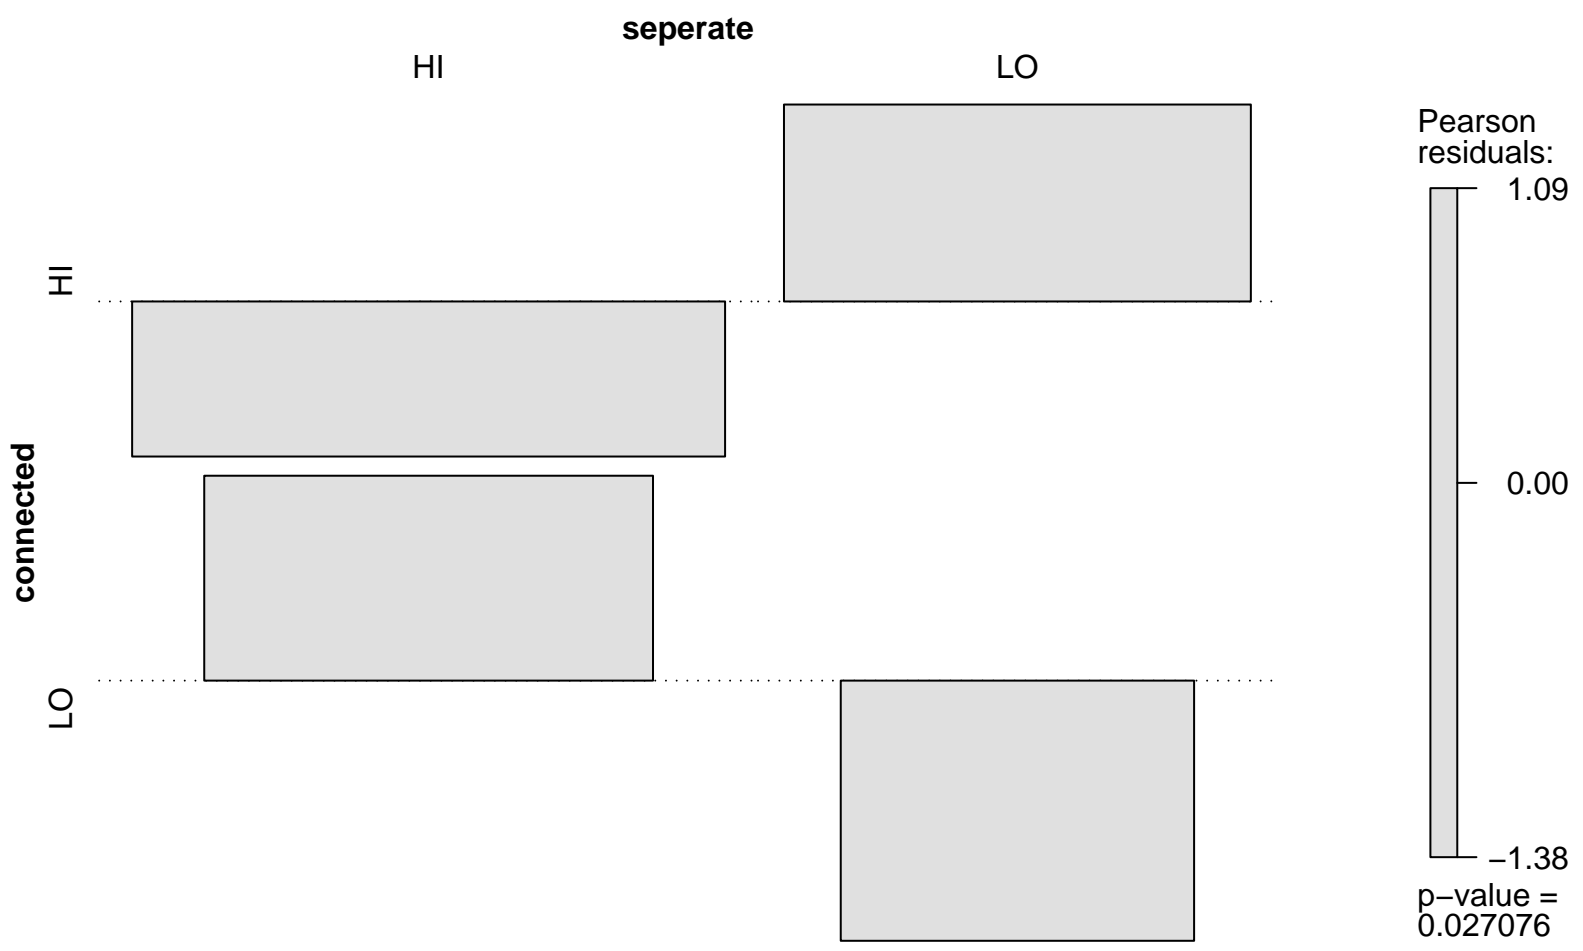 seperate
HI
LO
HI
LO
connected
Pearson
residuals:
1.09
0.00
−1.38
p−value =
0.027076